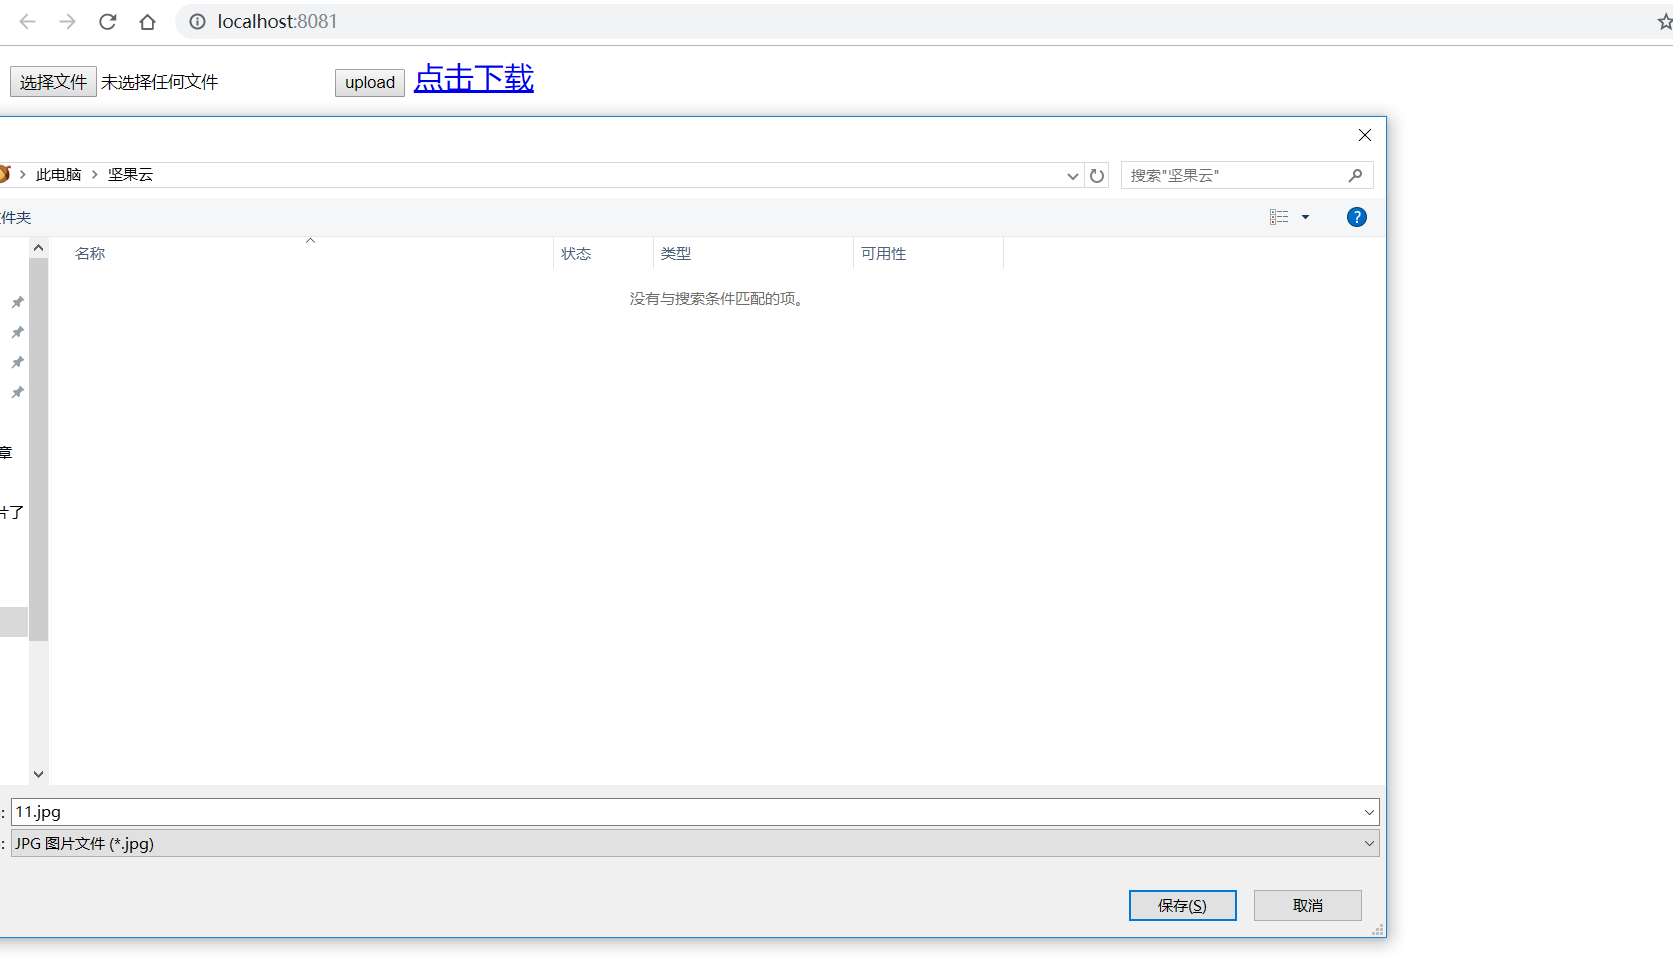 localhost:8081
选择文件 未选择任何文件 upload 点击下载
此电脑 坚果云 搜索"坚果云"
件夹 ?
名称 状态 类型 可用性
没有与搜索条件匹配的项。
章
片了
: 11.jpg
: JPG 图片文件 (*.jpg)
保存(S) 取消